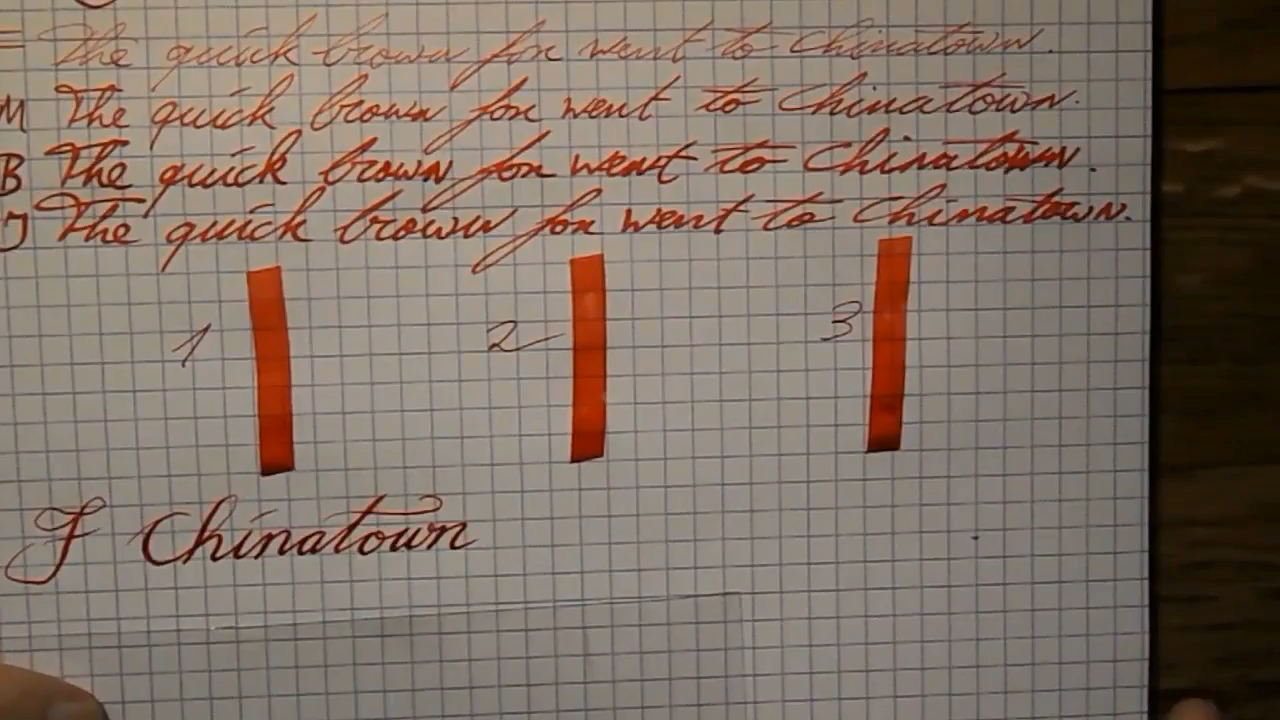 The quick brown fox went to Chinatown.
M The quick brown fox went to Chinatown.
B The quick brown fox went to Chinatown.
J The quick brown fox went to Chinatown.
1 2 3
F Chinatown